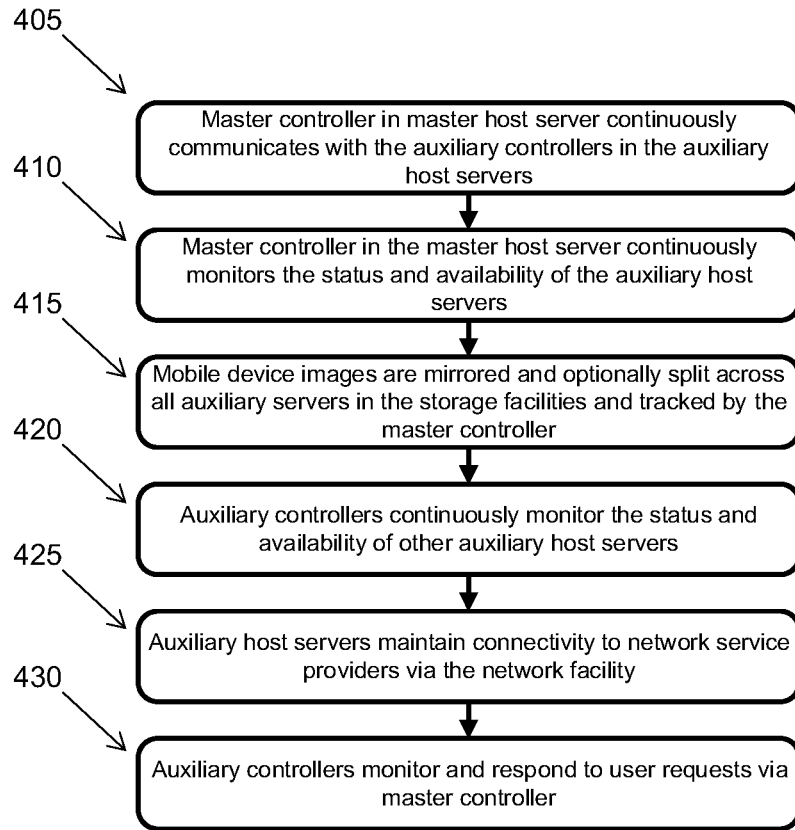 405
Master controller in master host server continuously
communicates with the auxiliary controllers in the auxiliary
host servers
410
Master controller in the master host server continuously
monitors the status and availability of the auxiliary host
servers
415
Mobile device images are mirrored and optionally split across
all auxiliary servers in the storage facilities and tracked by the
master controller
420
Auxiliary controllers continuously monitor the status and
availability of other auxiliary host servers
425
Auxiliary host servers maintain connectivity to network service
providers via the network facility
430
Auxiliary controllers monitor and respond to user requests via
master controller